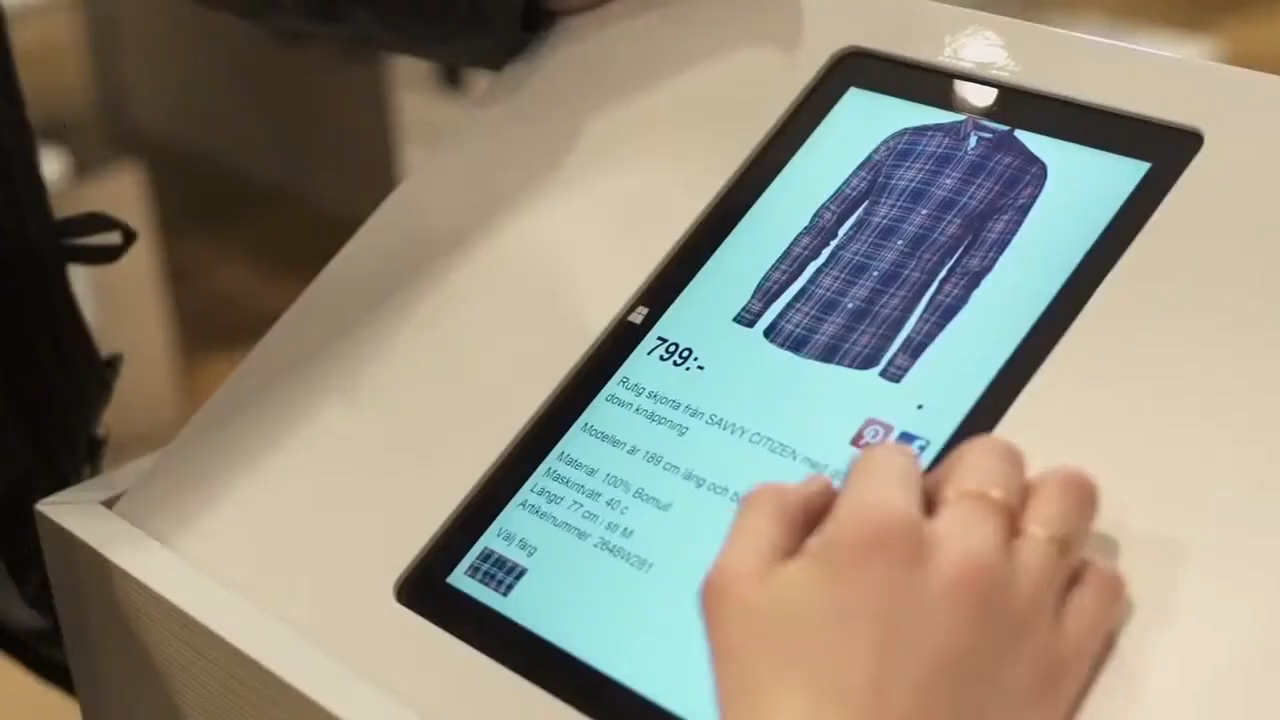 799:-
Rutig skjorta från SAVVY CITIZEN med
down knäppning
Modellen är 189 cm lång och
Material: 100% Bomull
Maskintvätt: 40 c
Längd: 77 cm i stl M
Artikelnummer: 2648W281
Välj färg